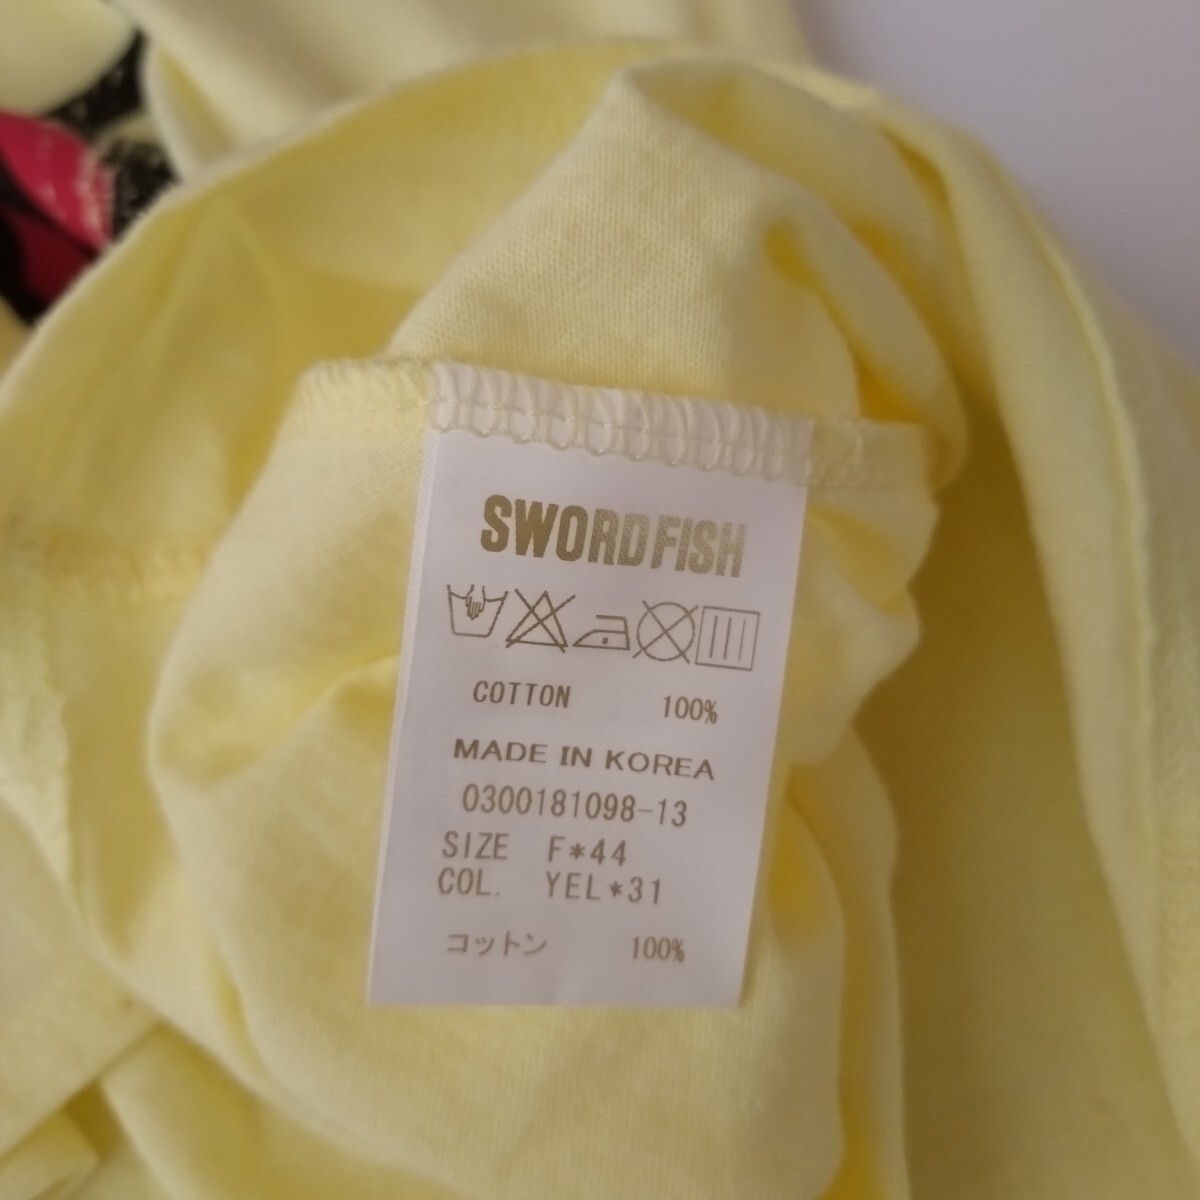 SWORDFISH
COTTON 100%
MADE IN KOREA
0300181098-13
SIZE F*44
COL. YEL*31
コットン 100%